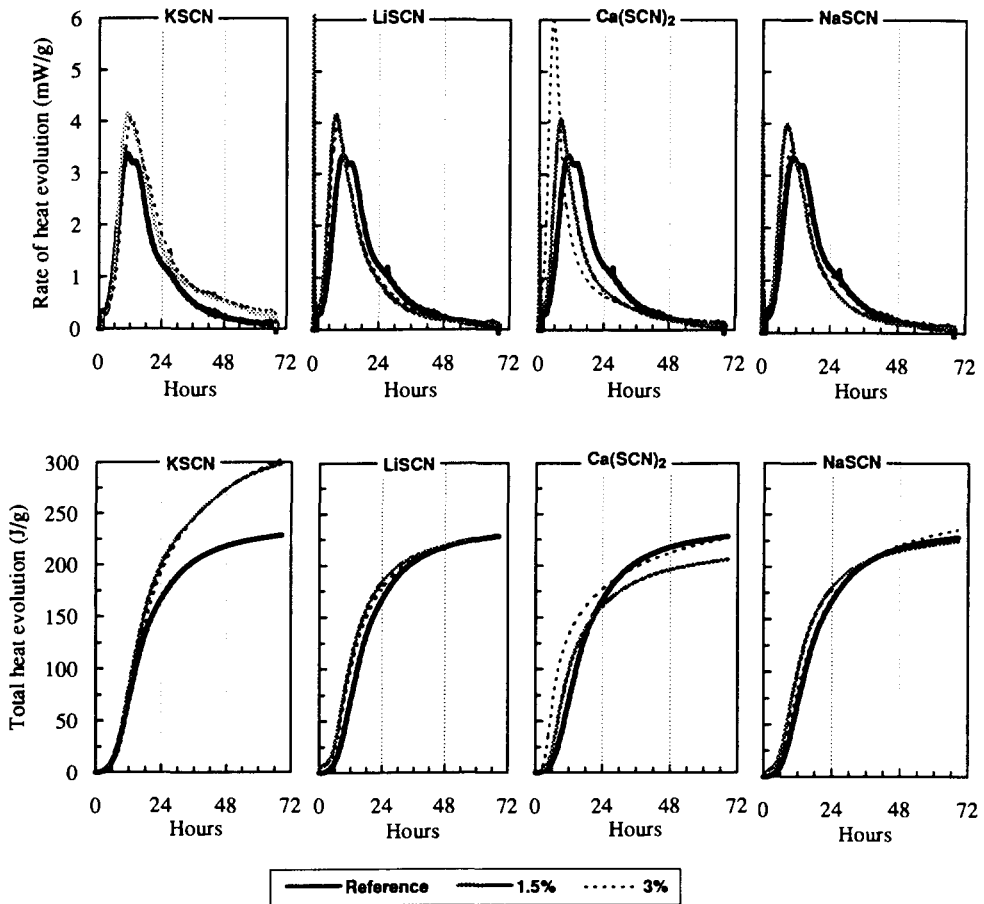 KSCN LiSCN Ca(SCN)2 NaSCN
Rate of heat evolution (mW/g)
6
5
4
3
2
1
0
0 24 48 72 0 24 48 72 0 24 48 72 0 24 48 72
Hours Hours Hours Hours
KSCN LiSCN Ca(SCN)2 NaSCN
Total heat evolution (J/g)
300
250
200
150
100
50
0
0 24 48 72 0 24 48 72 0 24 48 72 0 24 48 72
Hours Hours Hours Hours
Reference 1.5% 3%